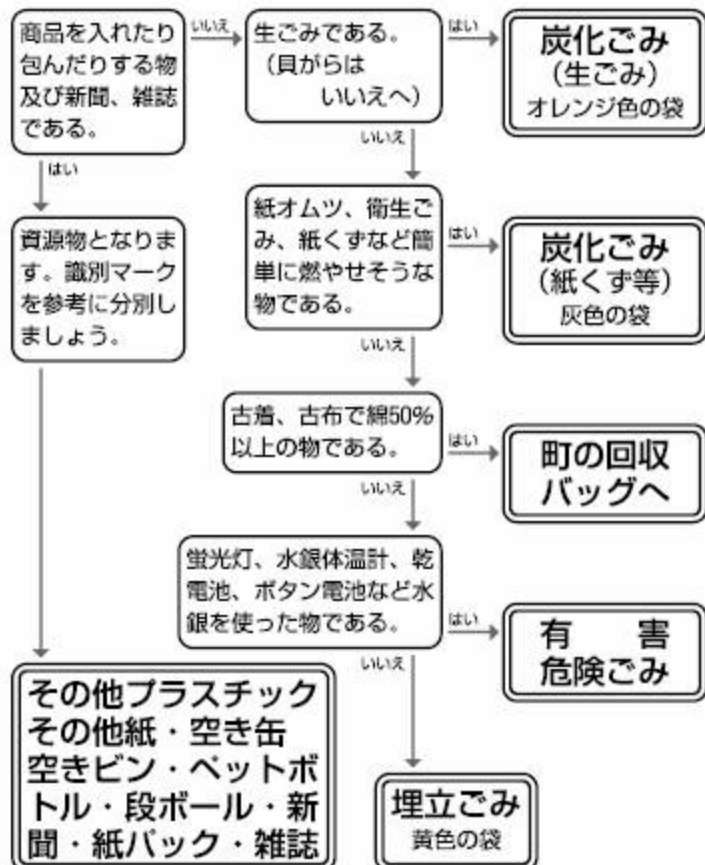 商品を入れたり
包んだりする物
及び新聞、雑誌
である。
いいえ
生ごみである。
（貝がらは
いいえへ）
はい
炭化ごみ
（生ごみ）
オレンジ色の袋
いいえ
はい
資源物となりま
す。識別マーク
を参考に分別し
ましょう。
紙オムツ、衛生ご
み、紙くずなど簡
単に燃やせそうな
物である。
はい
炭化ごみ
（紙くず等）
灰色の袋
いいえ
古着、古布で綿50%
以上の物である。
はい
町の回収
バッグへ
いいえ
蛍光灯、水銀体温計、乾
電池、ボタン電池など水
銀を使った物である。
はい
有　害
危険ごみ
いいえ
その他プラスチック
その他紙・空き缶
空きビン・ペットボ
トル・段ボール・新
聞・紙パック・雑誌
埋立ごみ
黄色の袋